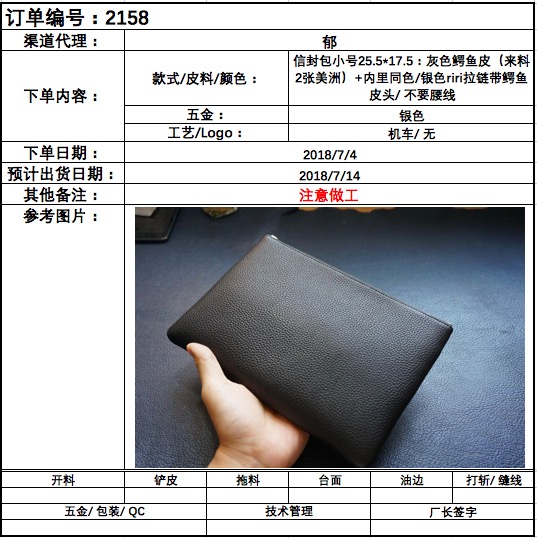 订单编号：2158
渠道代理：
郁
下单内容：
款式/皮料/颜色：
信封包小号25.5*17.5：灰色鳄鱼皮（来料
2张美洲）+内里同色/银色riri拉链带鳄鱼
皮头/ 不要腰线
五金：
银色
工艺/Logo：
机车/ 无
下单日期：
2018/7/4
预计出货日期：
2018/7/14
其他备注：
注意做工
参考图片：
开料
铲皮
拖料
台面
油边
打斩/ 缝线
五金/ 包装/ QC
技术管理
厂长签字